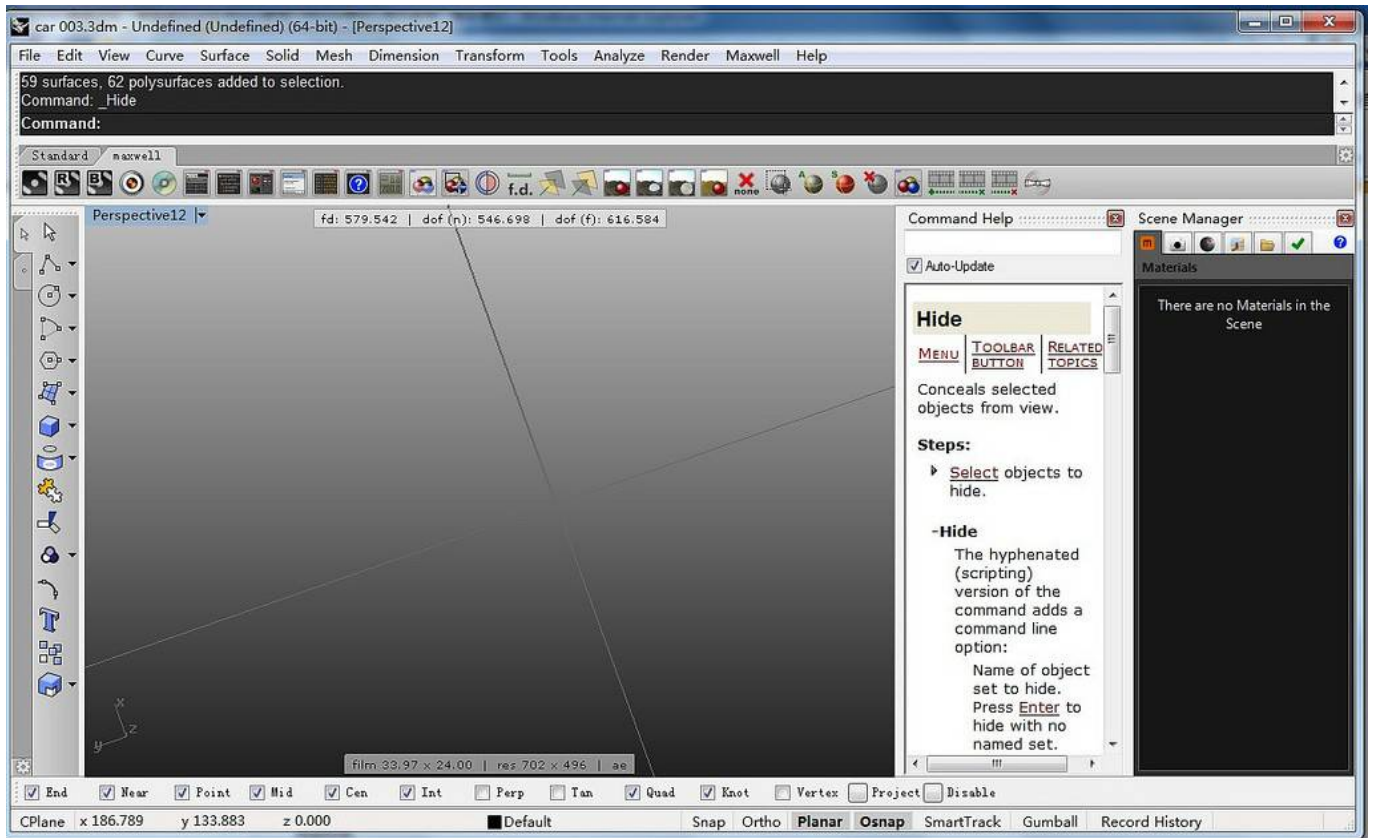 car 003.3dm - Undefined (Undefined) (64-bit) - [Perspective12]
File Edit View Curve Surface Solid Mesh Dimension Transform Tools Analyze Render Maxwell Help
59 surfaces, 62 polysurfaces added to selection.
Command: _Hide
Command:
Standard maxwell
f.d. none
Perspective12
fd: 579.542 | dof (n): 546.698 | dof (f): 616.584
x
y z
film 33.97 x 24.00 | res 702 x 496 | ae
Command Help
Auto-Update
Hide
MENU TOOLBAR BUTTON RELATED TOPICS
Conceals selected
objects from view.
Steps:
Select objects to
hide.
-Hide
The hyphenated
(scripting)
version of the
command adds a
command line
option:
Name of object
set to hide.
Press Enter to
hide with no
named set.
Scene Manager
Materials
There are no Materials in the
Scene
End Near Point Mid Cen Int Perp Tan Quad Knot Vertex Project Disable
CPlane x 186.789 y 133.883 z 0.000 Default Snap Ortho Planar Osnap SmartTrack Gumball Record History